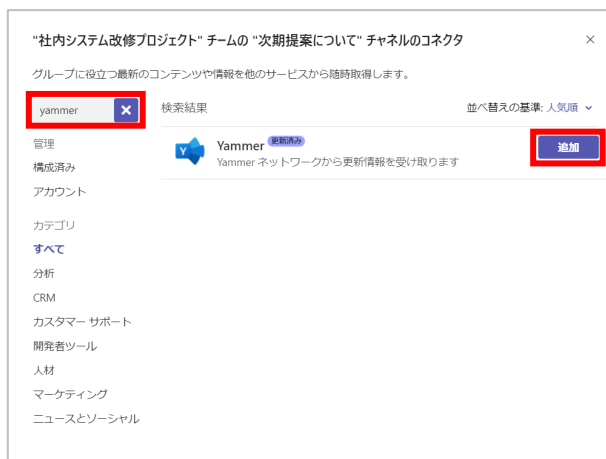 "社内システム改修プロジェクト" チームの "次期提案について" チャネルのコネクタ
グループに役立つ最新のコンテンツや情報を他のサービスから随時取得します。
yammer
検索結果
並べ替えの基準: 人気順
管理
構成済み
アカウント
Yammer 更新済み
Yammer ネットワークから更新情報を受け取ります
追加
カテゴリ
すべて
分析
CRM
カスタマー サポート
開発者ツール
人材
マーケティング
ニュースとソーシャル